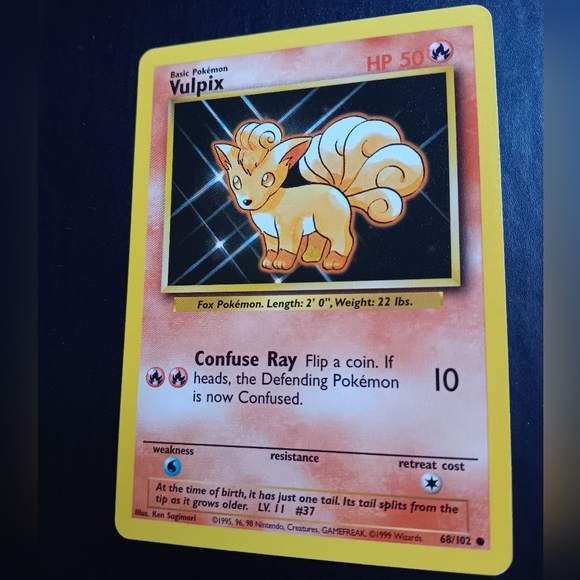 Basic Pokémon
Vulpix
HP 50
Fox Pokémon. Length: 2' 0", Weight: 22 lbs.
Confuse Ray Flip a coin. If
heads, the Defending Pokémon
is now Confused.
10
weakness
resistance
retreat cost
At the time of birth, it has just one tail. Its tail splits from the
tip as it grows older. LV. 11 #37
Illus. Ken Sugimori
©1995, 96, 98 Nintendo, Creatures, GAMEFREAK. ©1999 Wizards.
68/102